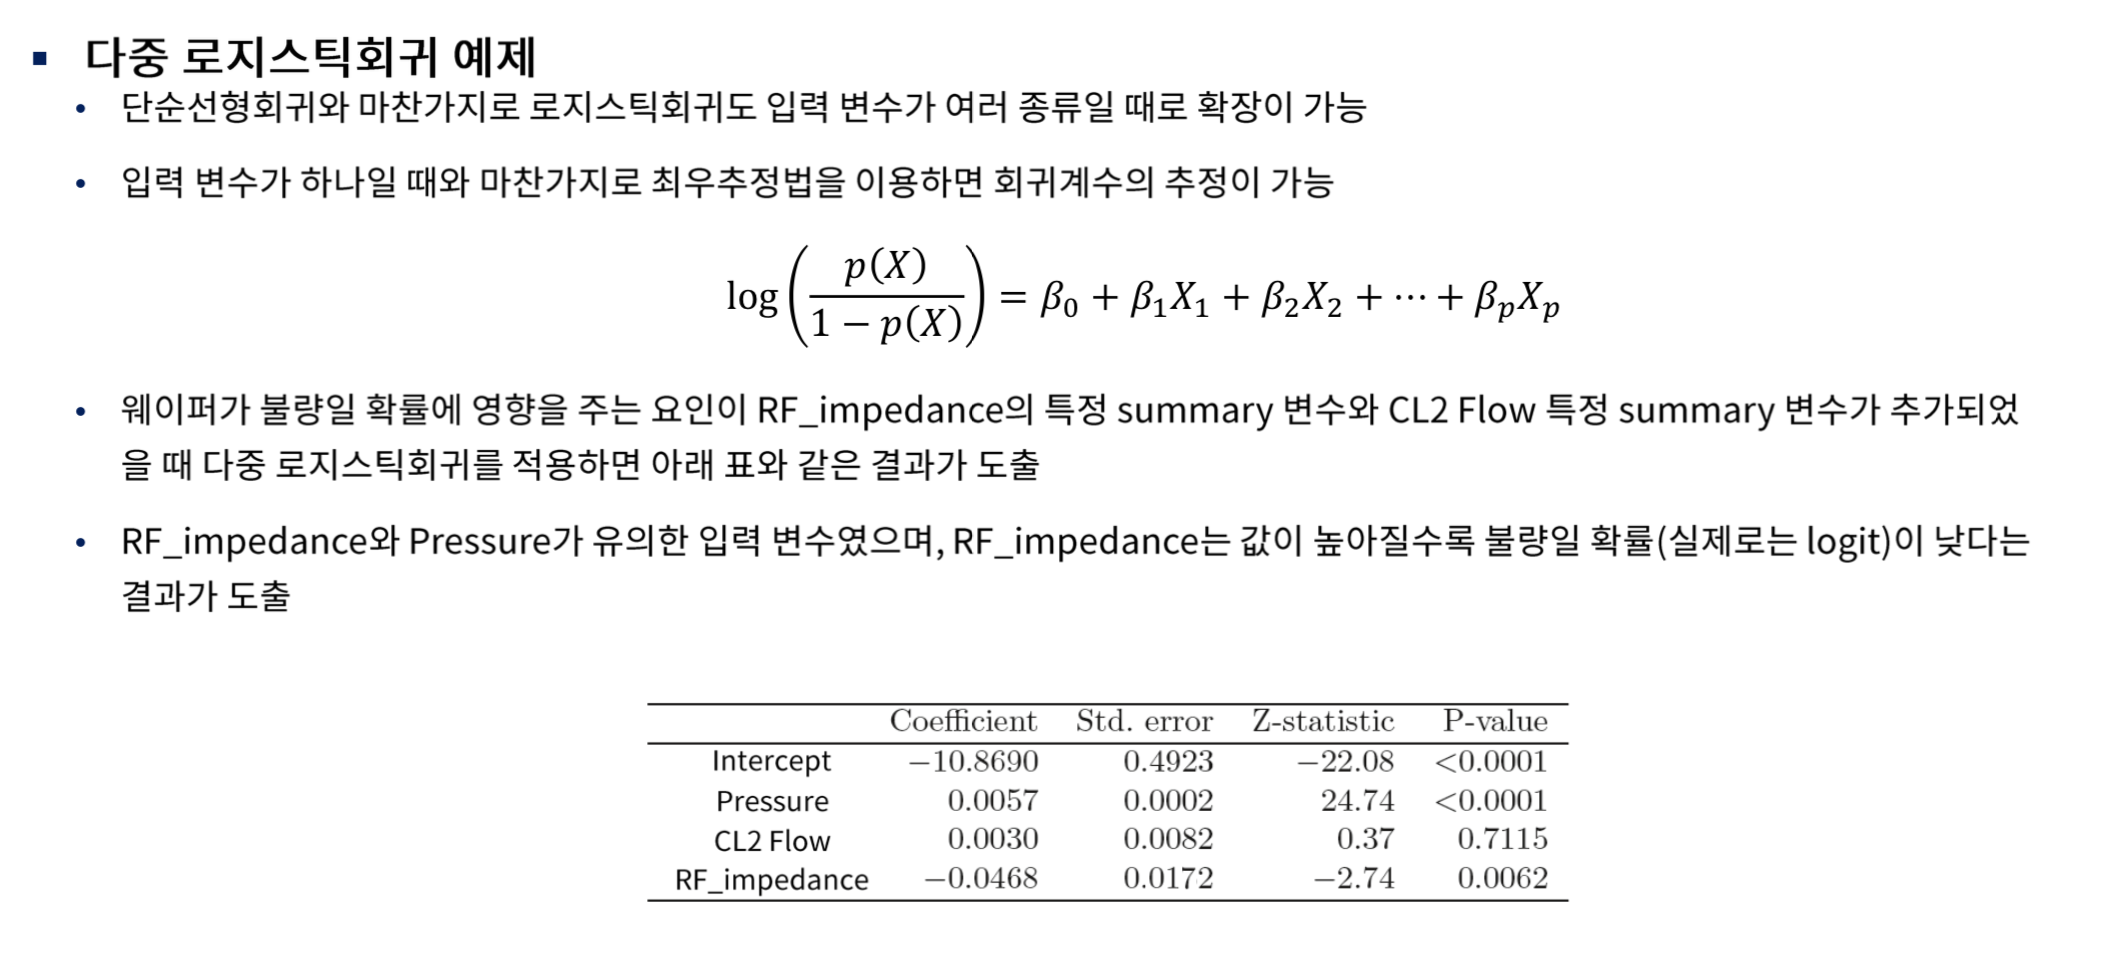 ▪ 다중 로지스틱회귀 예제
• 단순선형회귀와 마찬가지로 로지스틱회귀도 입력 변수가 여러 종류일 때로 확장이 가능
• 입력 변수가 하나일 때와 마찬가지로 최우추정법을 이용하면 회귀계수의 추정이 가능
log(p(X) / (1 − p(X))) = β₀ + β₁X₁ + β₂X₂ + ⋯ + βₚXₚ
• 웨이퍼가 불량일 확률에 영향을 주는 요인이 RF_impedance의 특정 summary 변수와 CL2 Flow 특정 summary 변수가 추가되었
을 때 다중 로지스틱회귀를 적용하면 아래 표와 같은 결과가 도출
• RF_impedance와 Pressure가 유의한 입력 변수였으며, RF_impedance는 값이 높아질수록 불량일 확률(실제로는 logit)이 낮다는
결과가 도출
Coefficient Std. error Z-statistic P-value
Intercept −10.8690 0.4923 −22.08 <0.0001
Pressure 0.0057 0.0002 24.74 <0.0001
CL2 Flow 0.0030 0.0082 0.37 0.7115
RF_impedance −0.0468 0.0172 −2.74 0.0062